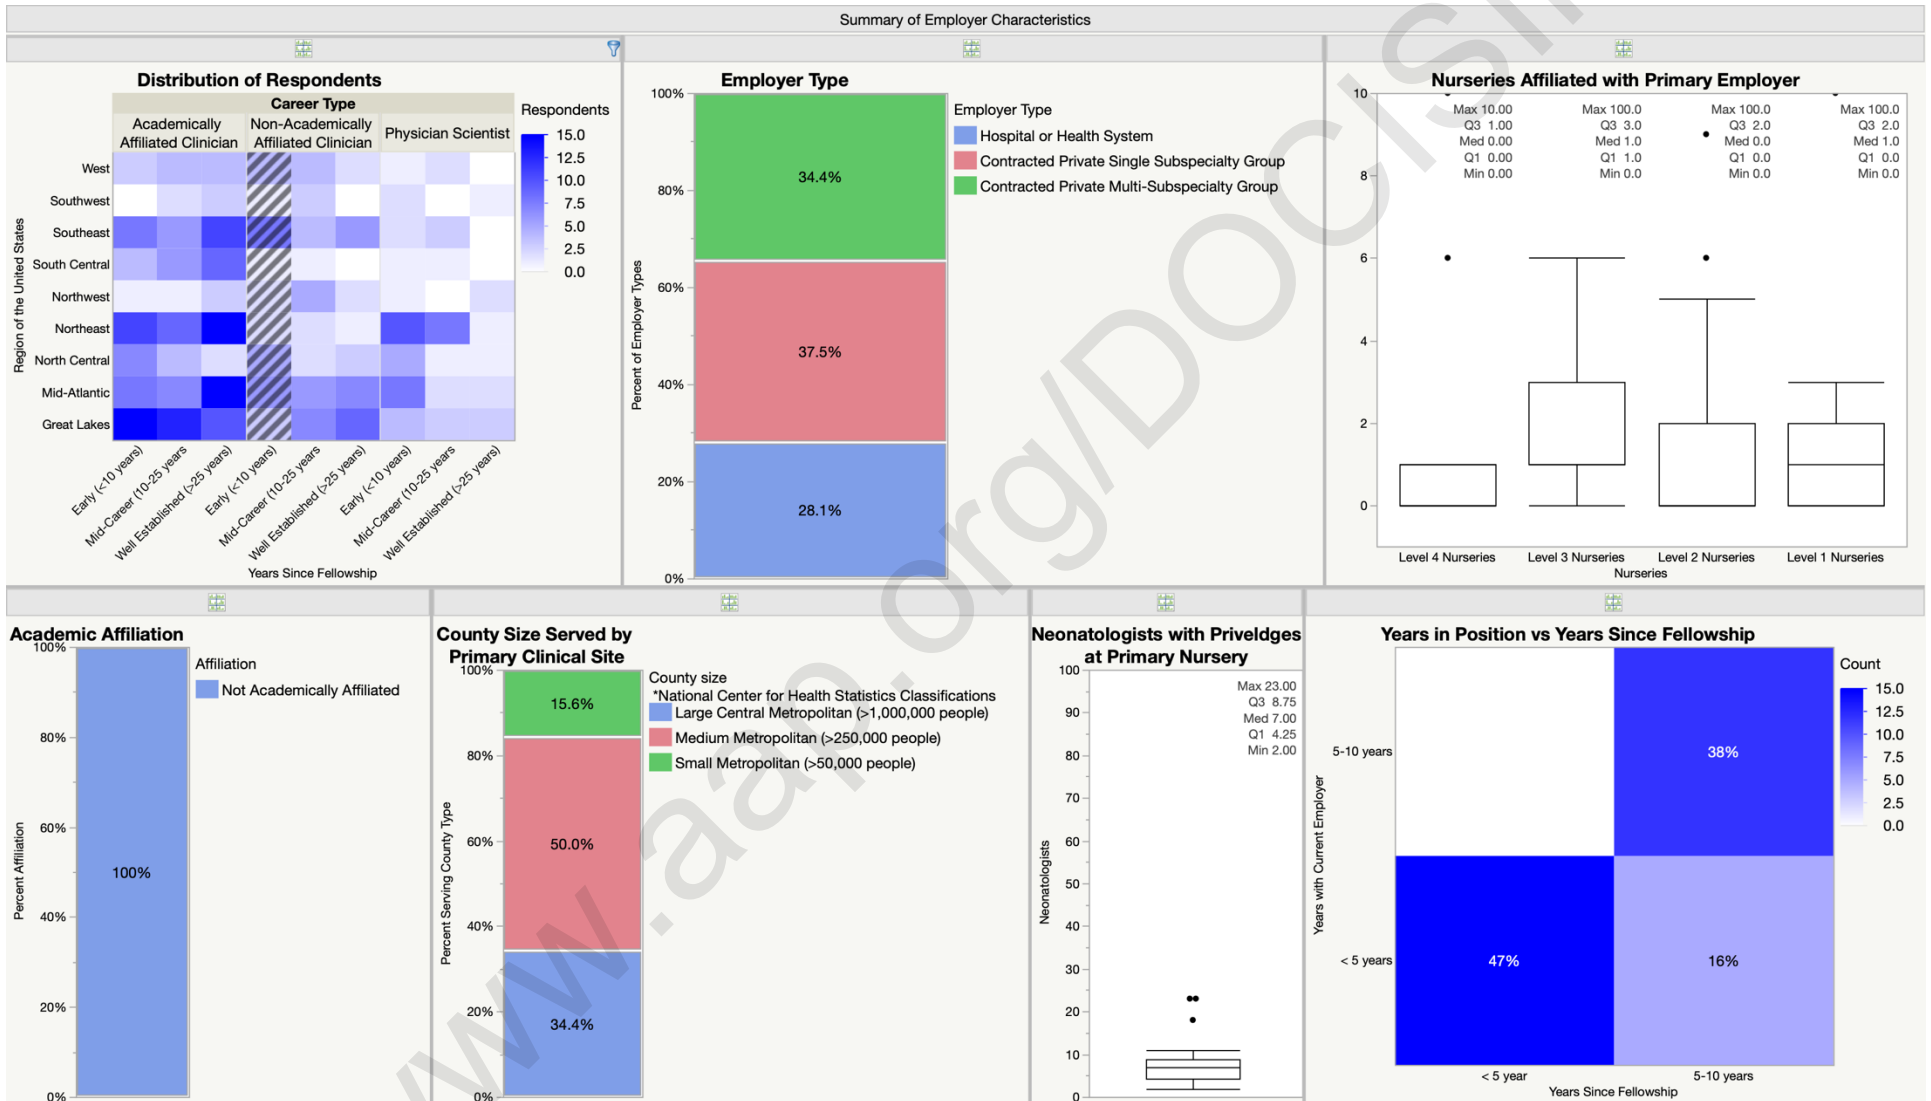 Summary of Employer Characteristics
Distribution of Respondents
Career Type
Academically
Affiliated Clinician
Non-Academically
Affiliated Clinician
Physician Scientist
Respondents
15.0
12.5
10.0
7.5
5.0
2.5
0.0
Region of the United States
West
Southwest
Southeast
South Central
Northwest
Northeast
North Central
Mid-Atlantic
Great Lakes
Early (<10 years)
Mid-Career (10-25 years
Well Established (>25 years)
Early (<10 years)
Mid-Career (10-25 years
Well Established (>25 years)
Early (<10 years)
Mid-Career (10-25 years
Well Established (>25 years)
Years Since Fellowship
Employer Type
Percent of Employer Types
100%
80%
60%
40%
20%
0%
34.4%
37.5%
28.1%
Employer Type
Hospital or Health System
Contracted Private Single Subspecialty Group
Contracted Private Multi-Subspecialty Group
Nurseries Affiliated with Primary Employer
10
8
6
4
2
0
Max 10.00
Q3 1.00
Med 0.00
Q1 0.00
Min 0.00
Max 100.0
Q3 3.0
Med 1.0
Q1 1.0
Min 0.0
Max 100.0
Q3 2.0
Med 0.0
Q1 0.0
Min 0.0
Max 100.0
Q3 2.0
Med 1.0
Q1 0.0
Min 0.0
Level 4 Nurseries
Level 3 Nurseries
Level 2 Nurseries
Level 1 Nurseries
Nurseries
Academic Affiliation
Percent Affiliation
100%
80%
60%
40%
20%
0%
100%
Affiliation
Not Academically Affiliated
County Size Served by
Primary Clinical Site
Percent Serving County Type
100%
80%
60%
40%
20%
0%
15.6%
50.0%
34.4%
County size
*National Center for Health Statistics Classifications
Large Central Metropolitan (>1,000,000 people)
Medium Metropolitan (>250,000 people)
Small Metropolitan (>50,000 people)
Neonatologists with Priveldges
at Primary Nursery
Neonatologists
100
90
80
70
60
50
40
30
20
10
0
Max 23.00
Q3 8.75
Med 7.00
Q1 4.25
Min 2.00
Years in Position vs Years Since Fellowship
Years with Current Employer
5-10 years
< 5 years
38%
47%
16%
< 5 year
5-10 years
Years Since Fellowship
Count
15.0
12.5
10.0
7.5
5.0
2.5
0.0